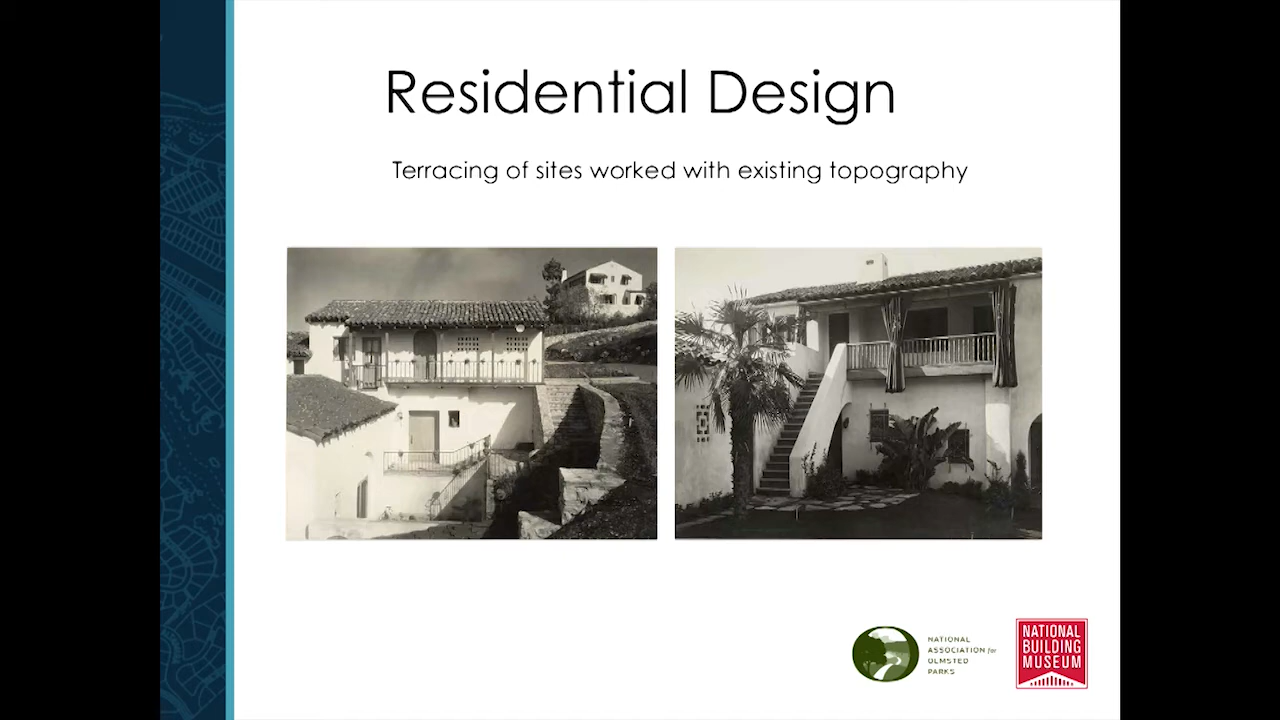 Residential Design
Terracing of sites worked with existing topography
NATIONAL
ASSOCIATION for
OLMSTED
PARKS
NATIONAL
BUILDING
MUSEUM